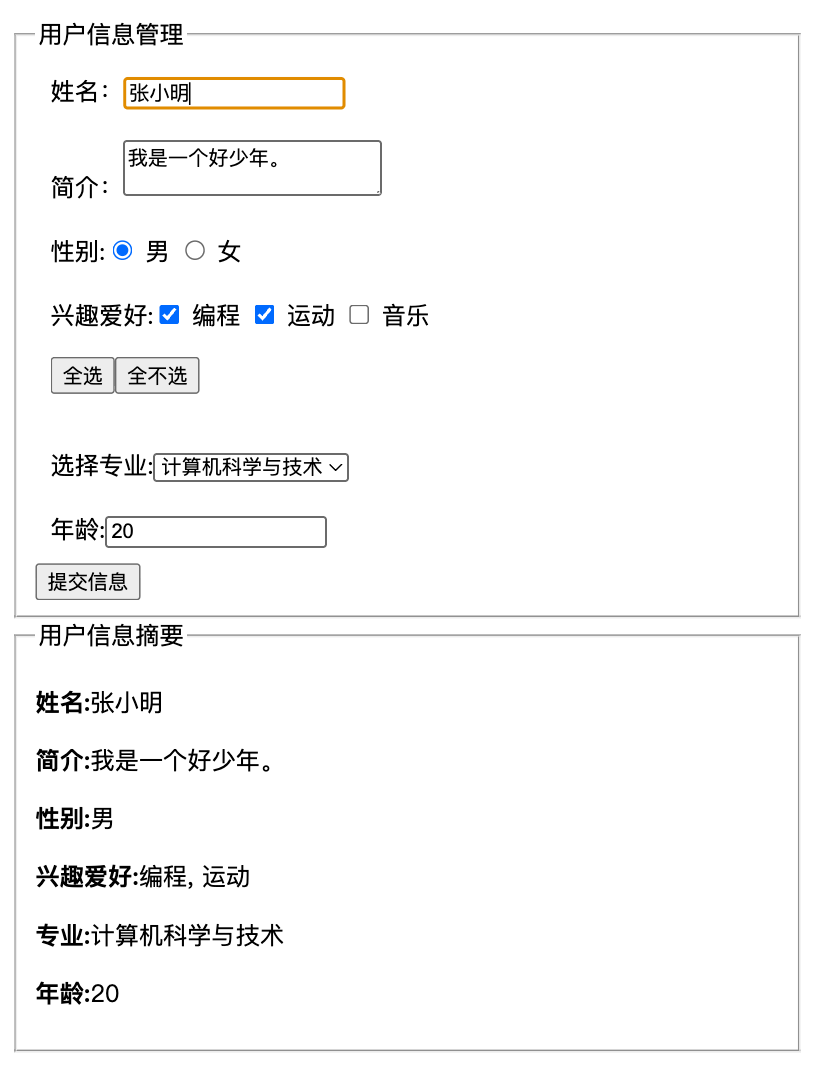 用户信息管理
姓名：张小明
简介：我是一个好少年。
性别:男 女
兴趣爱好:编程 运动 音乐
全选 全不选
选择专业:计算机科学与技术
年龄:20
提交信息
用户信息摘要
姓名:张小明
简介:我是一个好少年。
性别:男
兴趣爱好:编程, 运动
专业:计算机科学与技术
年龄:20